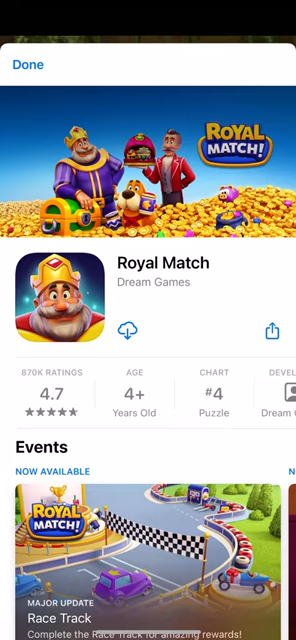 Done
ROYAL
MATCH!
Royal Match
Dream Games
870K RATINGS
4.7
AGE
4+
Years Old
CHART
#4
Puzzle
DEVEL
Dream G
Events
NOW AVAILABLE
N
ROYAL
MATCH!
MAJOR UPDATE
Race Track
Complete the Race Track for amazing rewards!